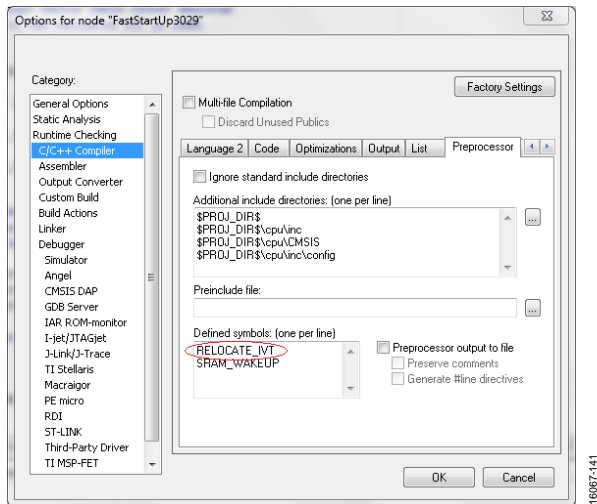 Options for node "FastStartUp3029"
Category:
General Options
Static Analysis
Runtime Checking
C/C++ Compiler
Assembler
Output Converter
Custom Build
Build Actions
Linker
Debugger
Simulator
Angel
CMSIS DAP
GDB Server
IAR ROM-monitor
I-jet/JTAGjet
J-Link/J-Trace
TI Stellaris
Macraigor
PE micro
RDI
ST-LINK
Third-Party Driver
TI MSP-FET
Factory Settings
Multi-file Compilation
Discard Unused Publics
Language 2 Code Optimizations Output List Preprocessor
Ignore standard include directories
Additional include directories: (one per line)
$PROJ_DIR$
$PROJ_DIR$\cpu\inc
$PROJ_DIR$\cpu\CMSIS
$PROJ_DIR$\cpu\inc\config
...
Preinclude file:
...
Defined symbols: (one per line)
RELOCATE_IVT
SRAM_WAKEUP
Preprocessor output to file
Preserve comments
Generate #line directives
OK Cancel
16067-141